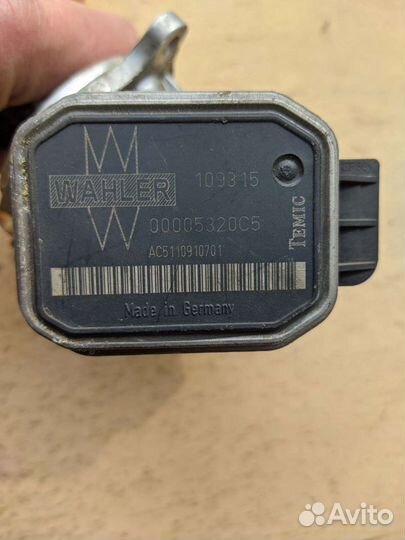 WAHLER
109315
00005320C5
AC5110910701
TEMIC
Made in Germany
Avito